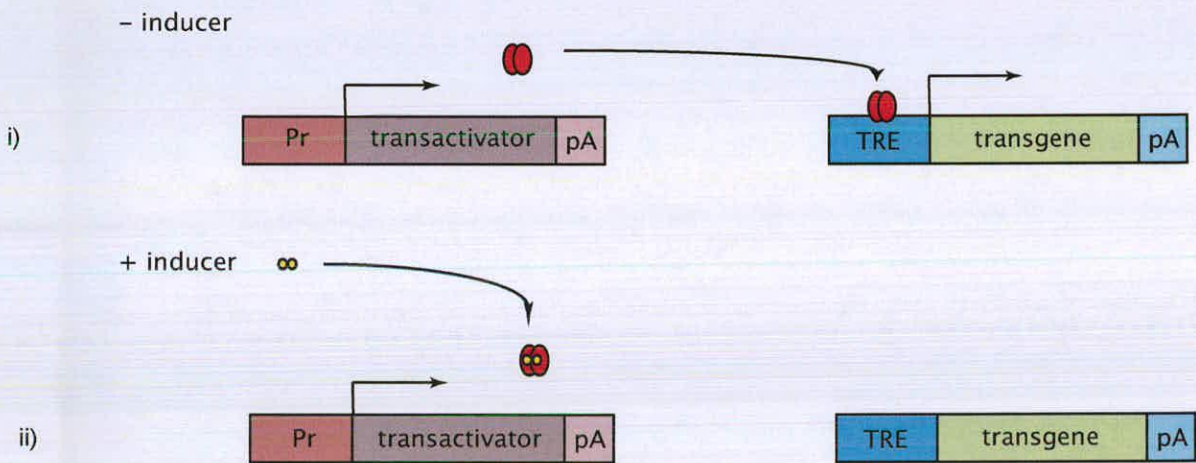 - inducer
i)
Pr transactivator pA TRE transgene pA
+ inducer
ii)
Pr transactivator pA TRE transgene pA